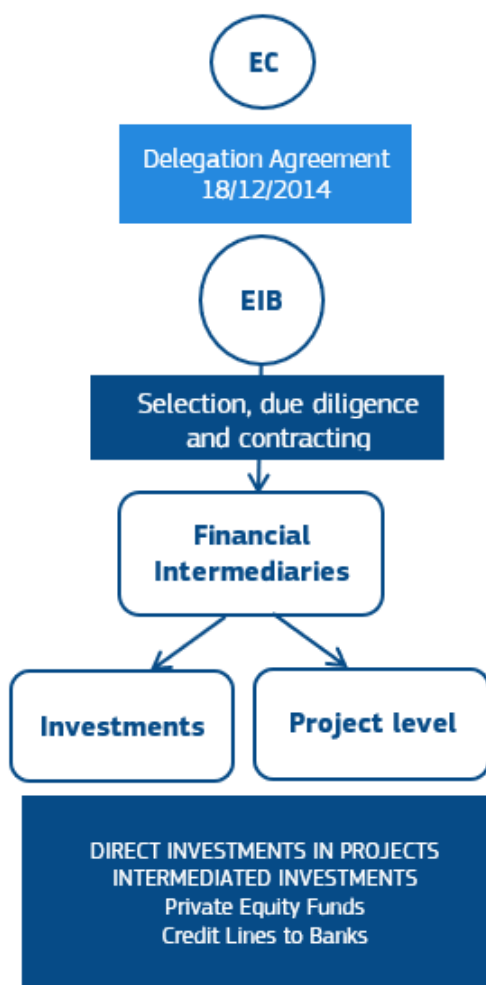 EC
Delegation Agreement
18/12/2014
EIB
Selection, due diligence
and contracting
Financial
Intermediaries
Investments
Project level
DIRECT INVESTMENTS IN PROJECTS
INTERMEDIATED INVESTMENTS
Private Equity Funds
Credit Lines to Banks